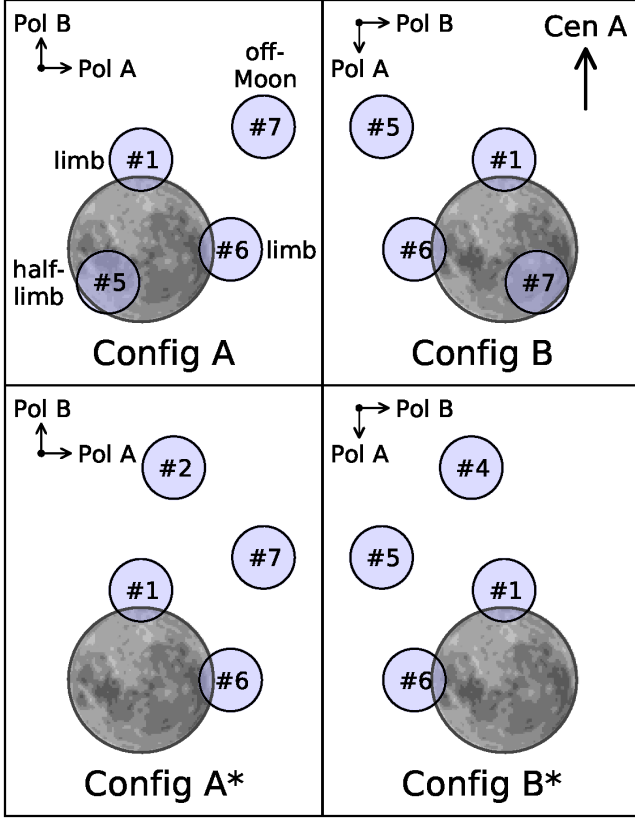 Pol B
Pol A
off-
Moon
#7
limb
#1
#6
limb
half-
limb
#5
Config A
Pol B
Pol A
Cen A
#5
#1
#6
#7
Config B
Pol B
Pol A
#2
#7
#1
#6
Config A*
Pol B
Pol A
#4
#5
#1
#6
Config B*